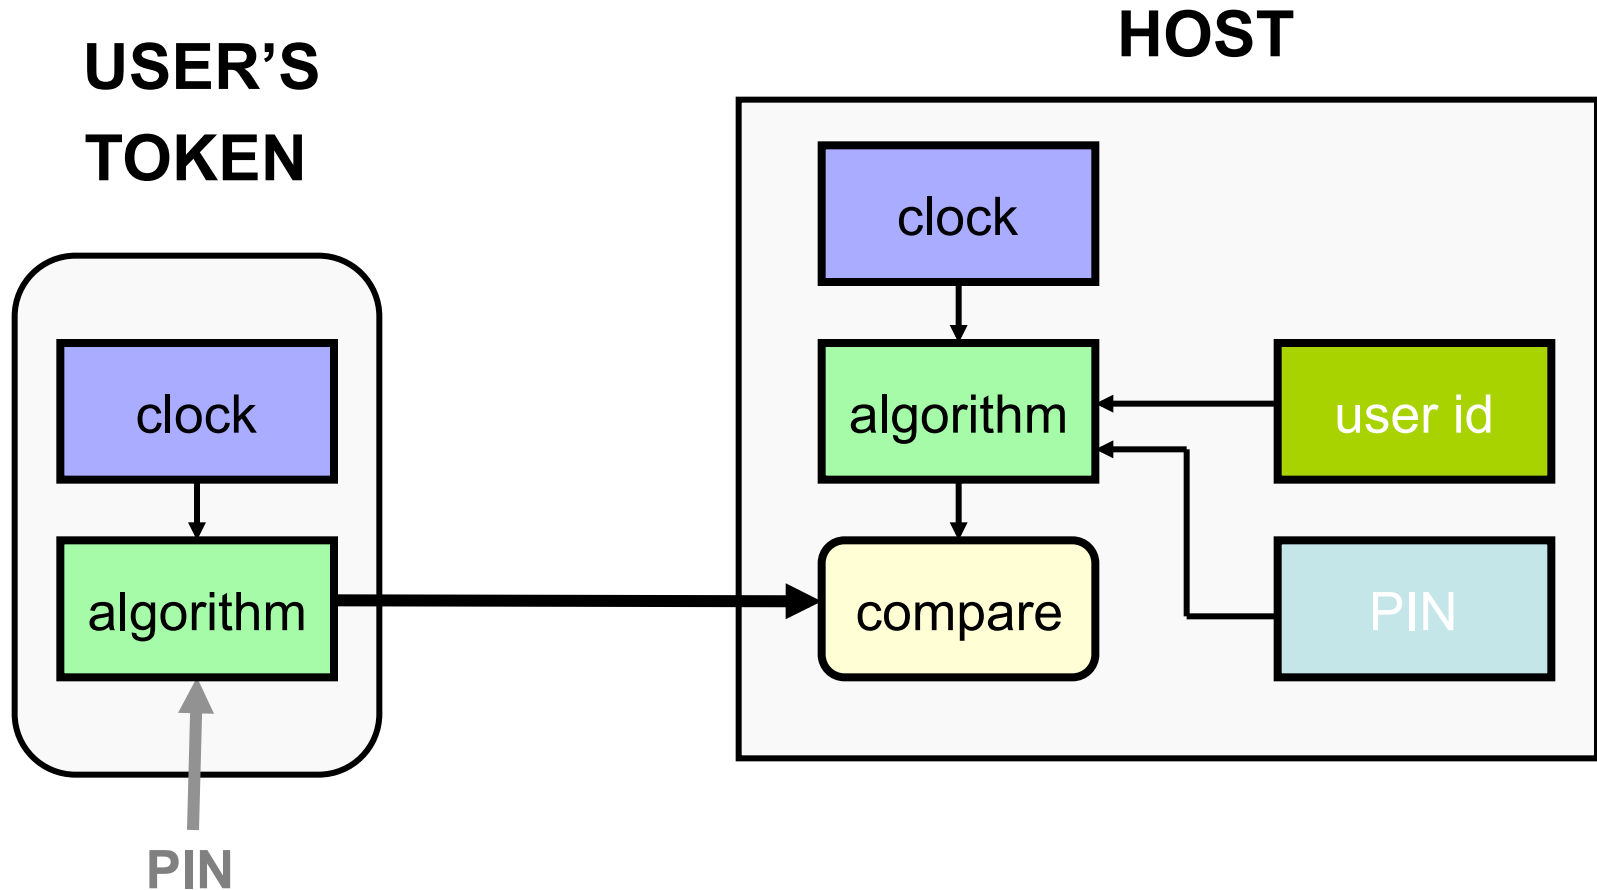 USER’S
TOKEN
clock
algorithm
PIN
HOST
clock
algorithm
user id
compare
PIN